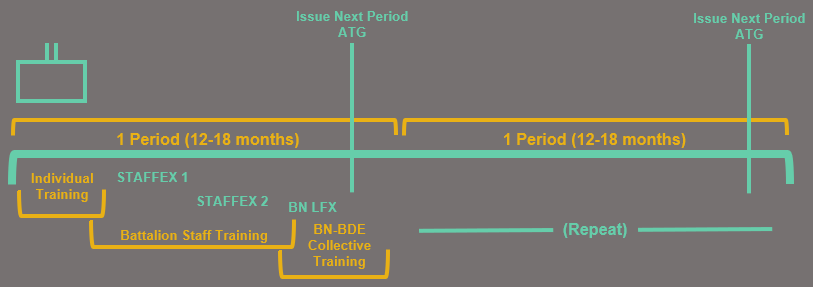 Issue Next Period
ATG
Issue Next Period
ATG
1 Period (12-18 months)
1 Period (12-18 months)
Individual
Training
STAFFEX 1
STAFFEX 2
BN LFX
Battalion Staff Training
BN-BDE
Collective
Training
(Repeat)